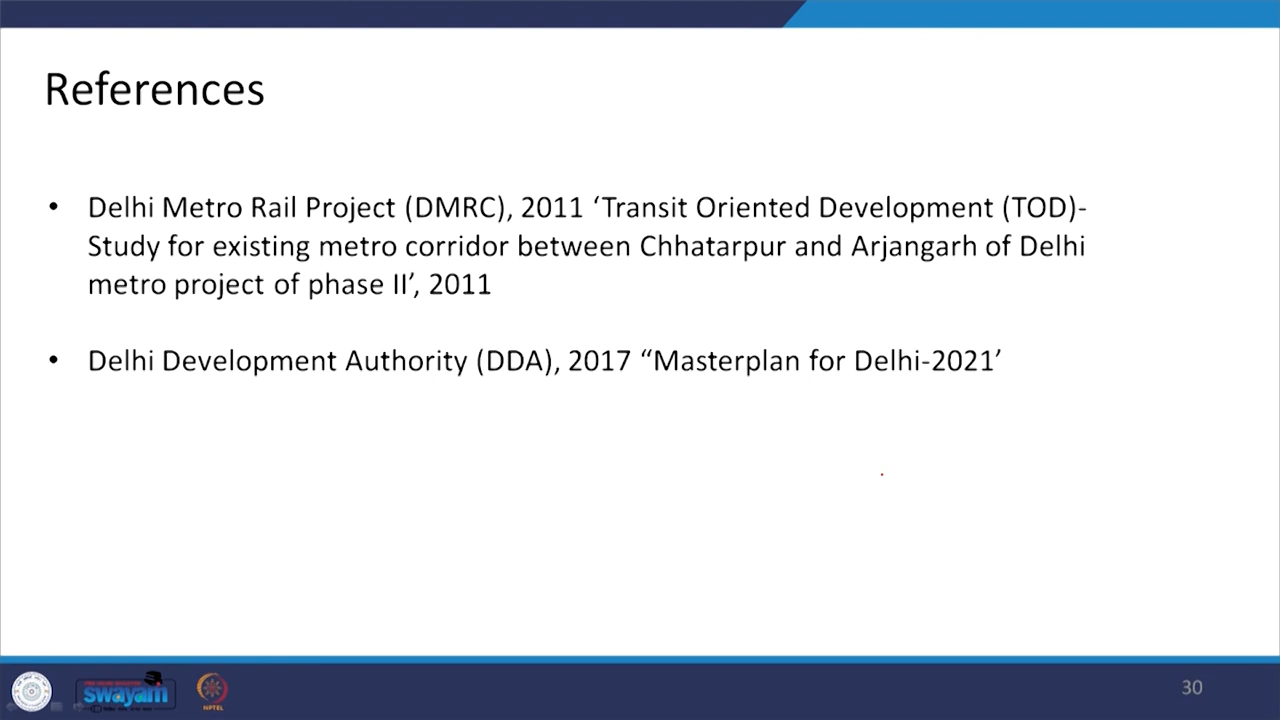 References
• Delhi Metro Rail Project (DMRC), 2011 ‘Transit Oriented Development (TOD)-
Study for existing metro corridor between Chhatarpur and Arjangarh of Delhi
metro project of phase II’, 2011
• Delhi Development Authority (DDA), 2017 “Masterplan for Delhi-2021’
swayam
NPTEL
30